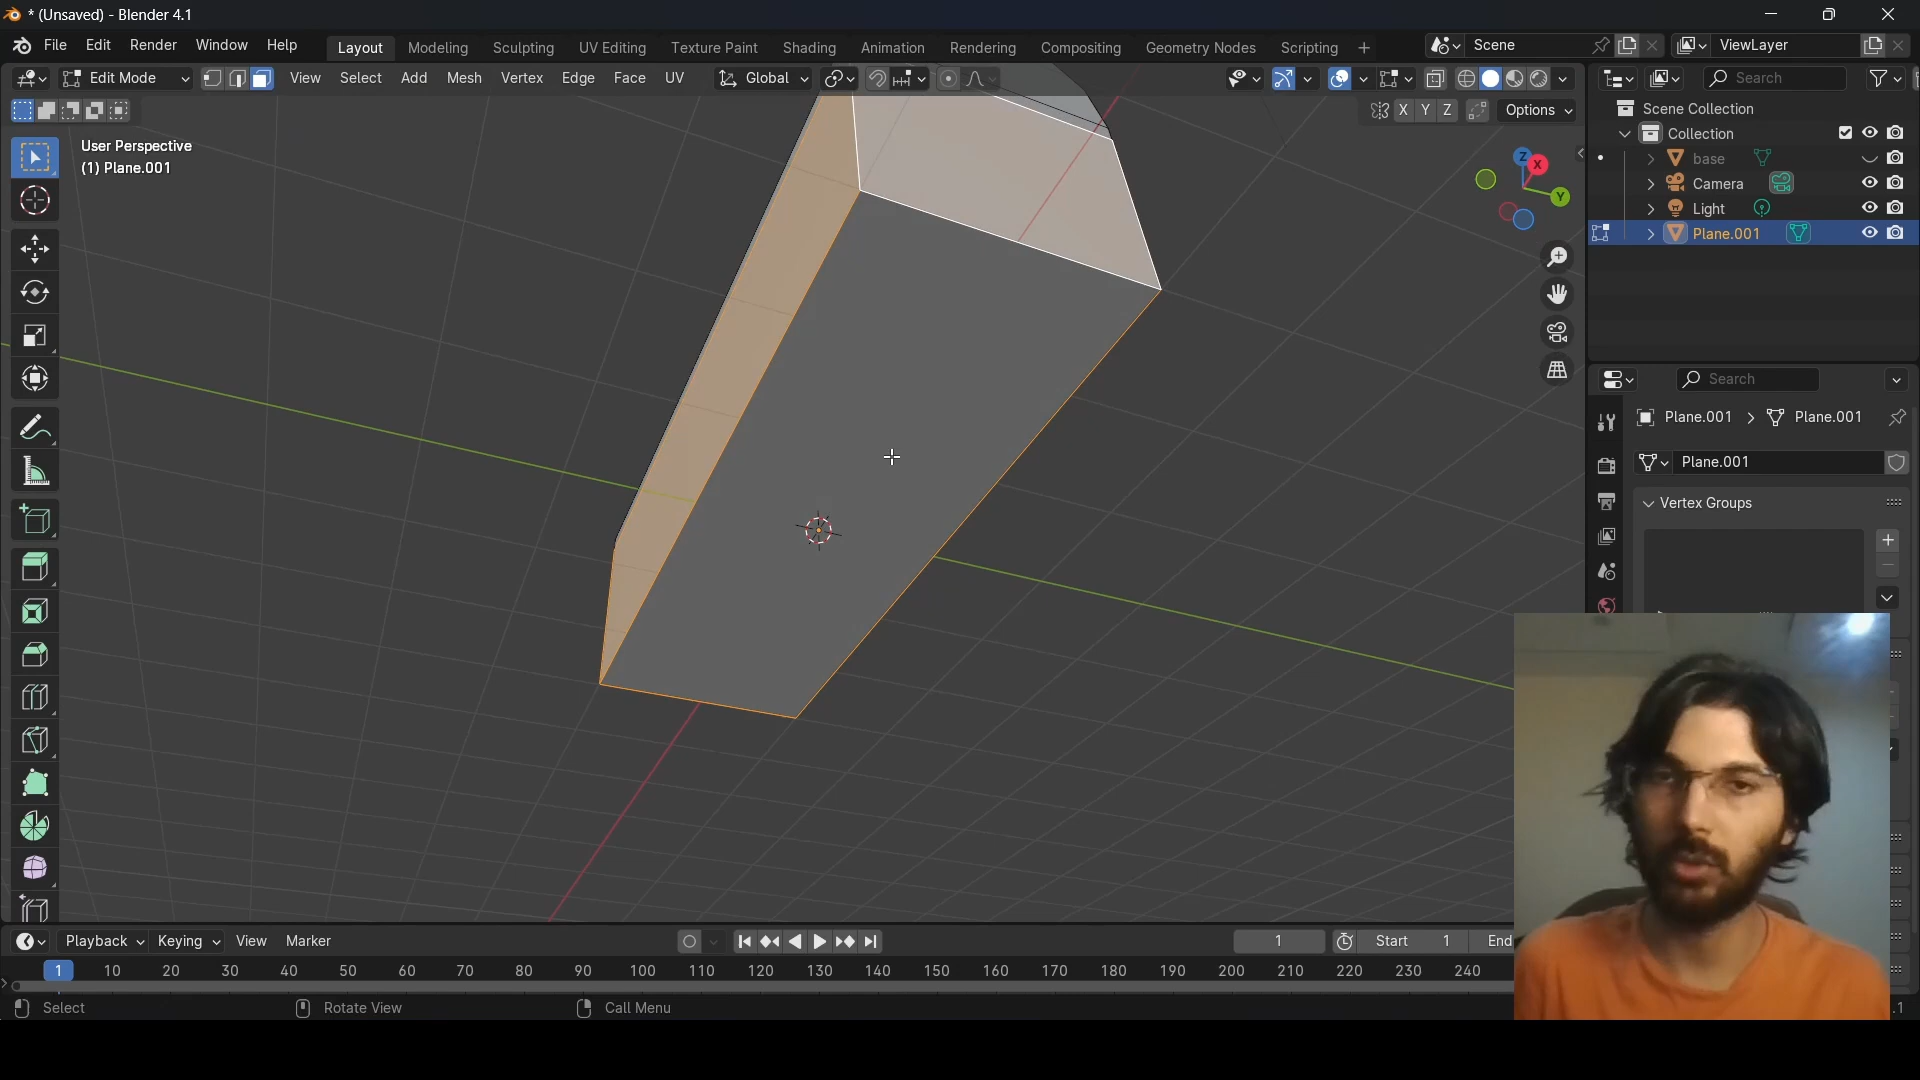 * (Unsaved) - Blender 4.1
File Edit Render Window Help Layout Modeling Sculpting UV Editing Texture Paint Shading Animation Rendering Compositing Geometry Nodes Scripting + Scene ViewLayer
Edit Mode View Select Add Mesh Vertex Edge Face UV Global Search
X Y Z Options
Scene Collection
Collection
base
Camera
Light
Plane.001
User Perspective
(1) Plane.001
Z X Y
Search
Plane.001 > Plane.001
Plane.001
Vertex Groups
Playback Keying View Marker 1 Start 1 End
1 10 20 30 40 50 60 70 80 90 100 110 120 130 140 150 160 170 180 190 200 210 220 230 240
Select Rotate View Call Menu